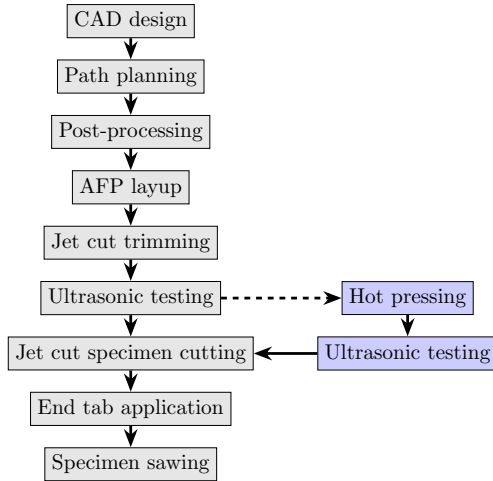 CAD design
Path planning
Post-processing
AFP layup
Jet cut trimming
Ultrasonic testing
Hot pressing
Jet cut specimen cutting
Ultrasonic testing
End tab application
Specimen sawing